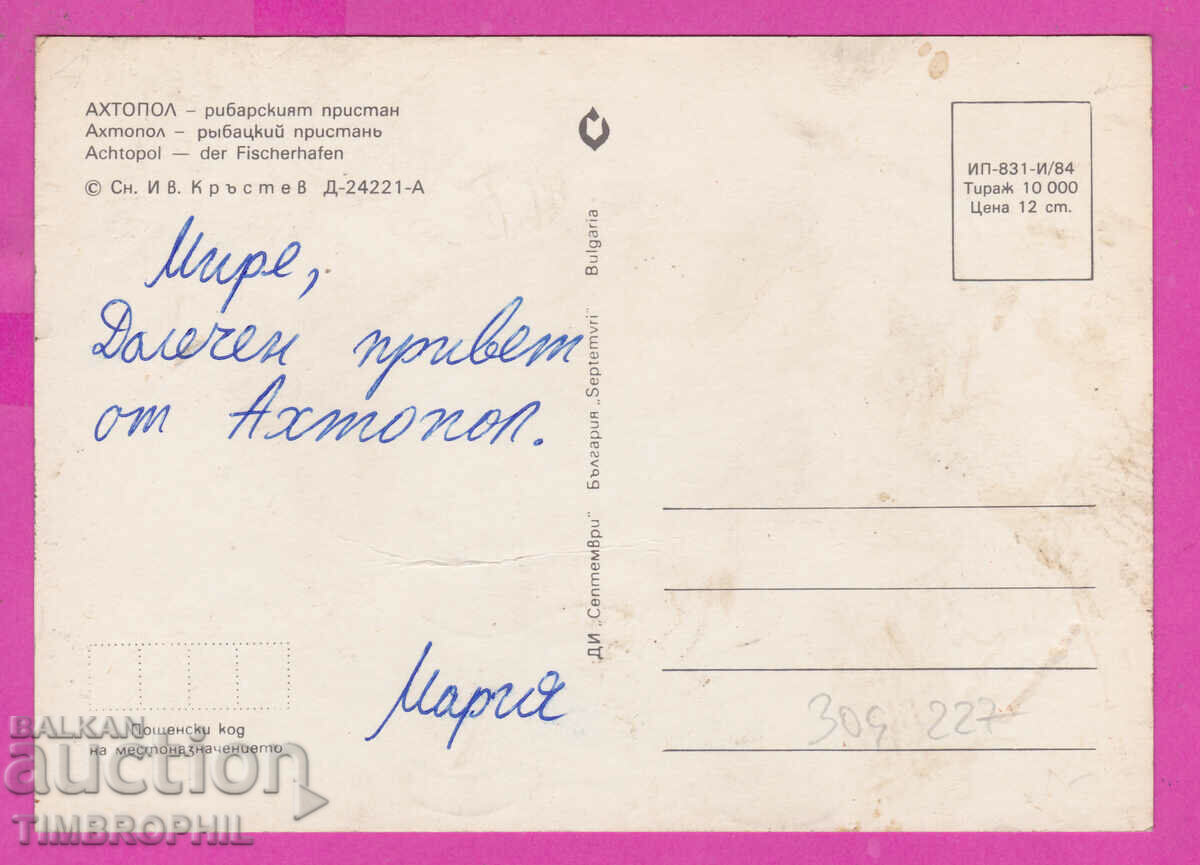 АХТОПОЛ – рибарският пристан
Ахтопол – рыбацкий пристань
Achtopol — der Fischerhafen
© Сн. Ив. Кръстев Д-24221-А
Мире,
Далечен привет
от Ахтопол.
Мария
Пощенски код
на местоназначението
ДИ „Септември" България „Septemvri" Bulgaria
ИП-831-И/84
Тираж 10 000
Цена 12 ст.
309 227
BALKAN
auction
TIMBROPHIL